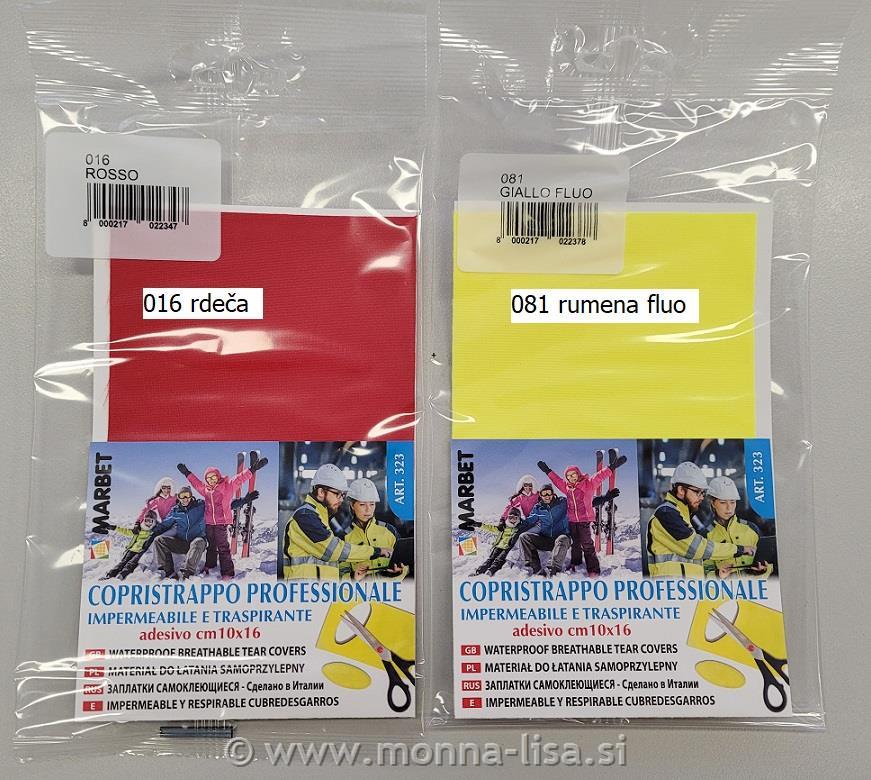 016
ROSSO
8 000217 022347
016 rdeča
MARBET
ART. 323
COPRISTRAPPO PROFESSIONALE
IMPERMEABILE E TRASPIRANTE
adesivo cm10x16
GB WATERPROOF BREATHABLE TEAR COVERS
PL MATERIAŁ DO ŁATANIA SAMOPRZYLEPNY
RUS ЗАПЛАТКИ САМОКЛЕЮЩИЕСЯ - Сделано в Италии
E IMPERMEABLE Y RESPIRABLE CUBREDESGARROS
081
GIALLO FLUO
8 000217 022378
081 rumena fluo
MARBET
ART. 323
COPRISTRAPPO PROFESSIONALE
IMPERMEABILE E TRASPIRANTE
adesivo cm10x16
GB WATERPROOF BREATHABLE TEAR COVERS
PL MATERIAŁ DO ŁATANIA SAMOPRZYLEPNY
RUS ЗАПЛАТКИ САМОКЛЕЮЩИЕСЯ - Сделано в Италии
E IMPERMEABLE Y RESPIRABLE CUBREDESGARROS
© www.monna-lisa.si